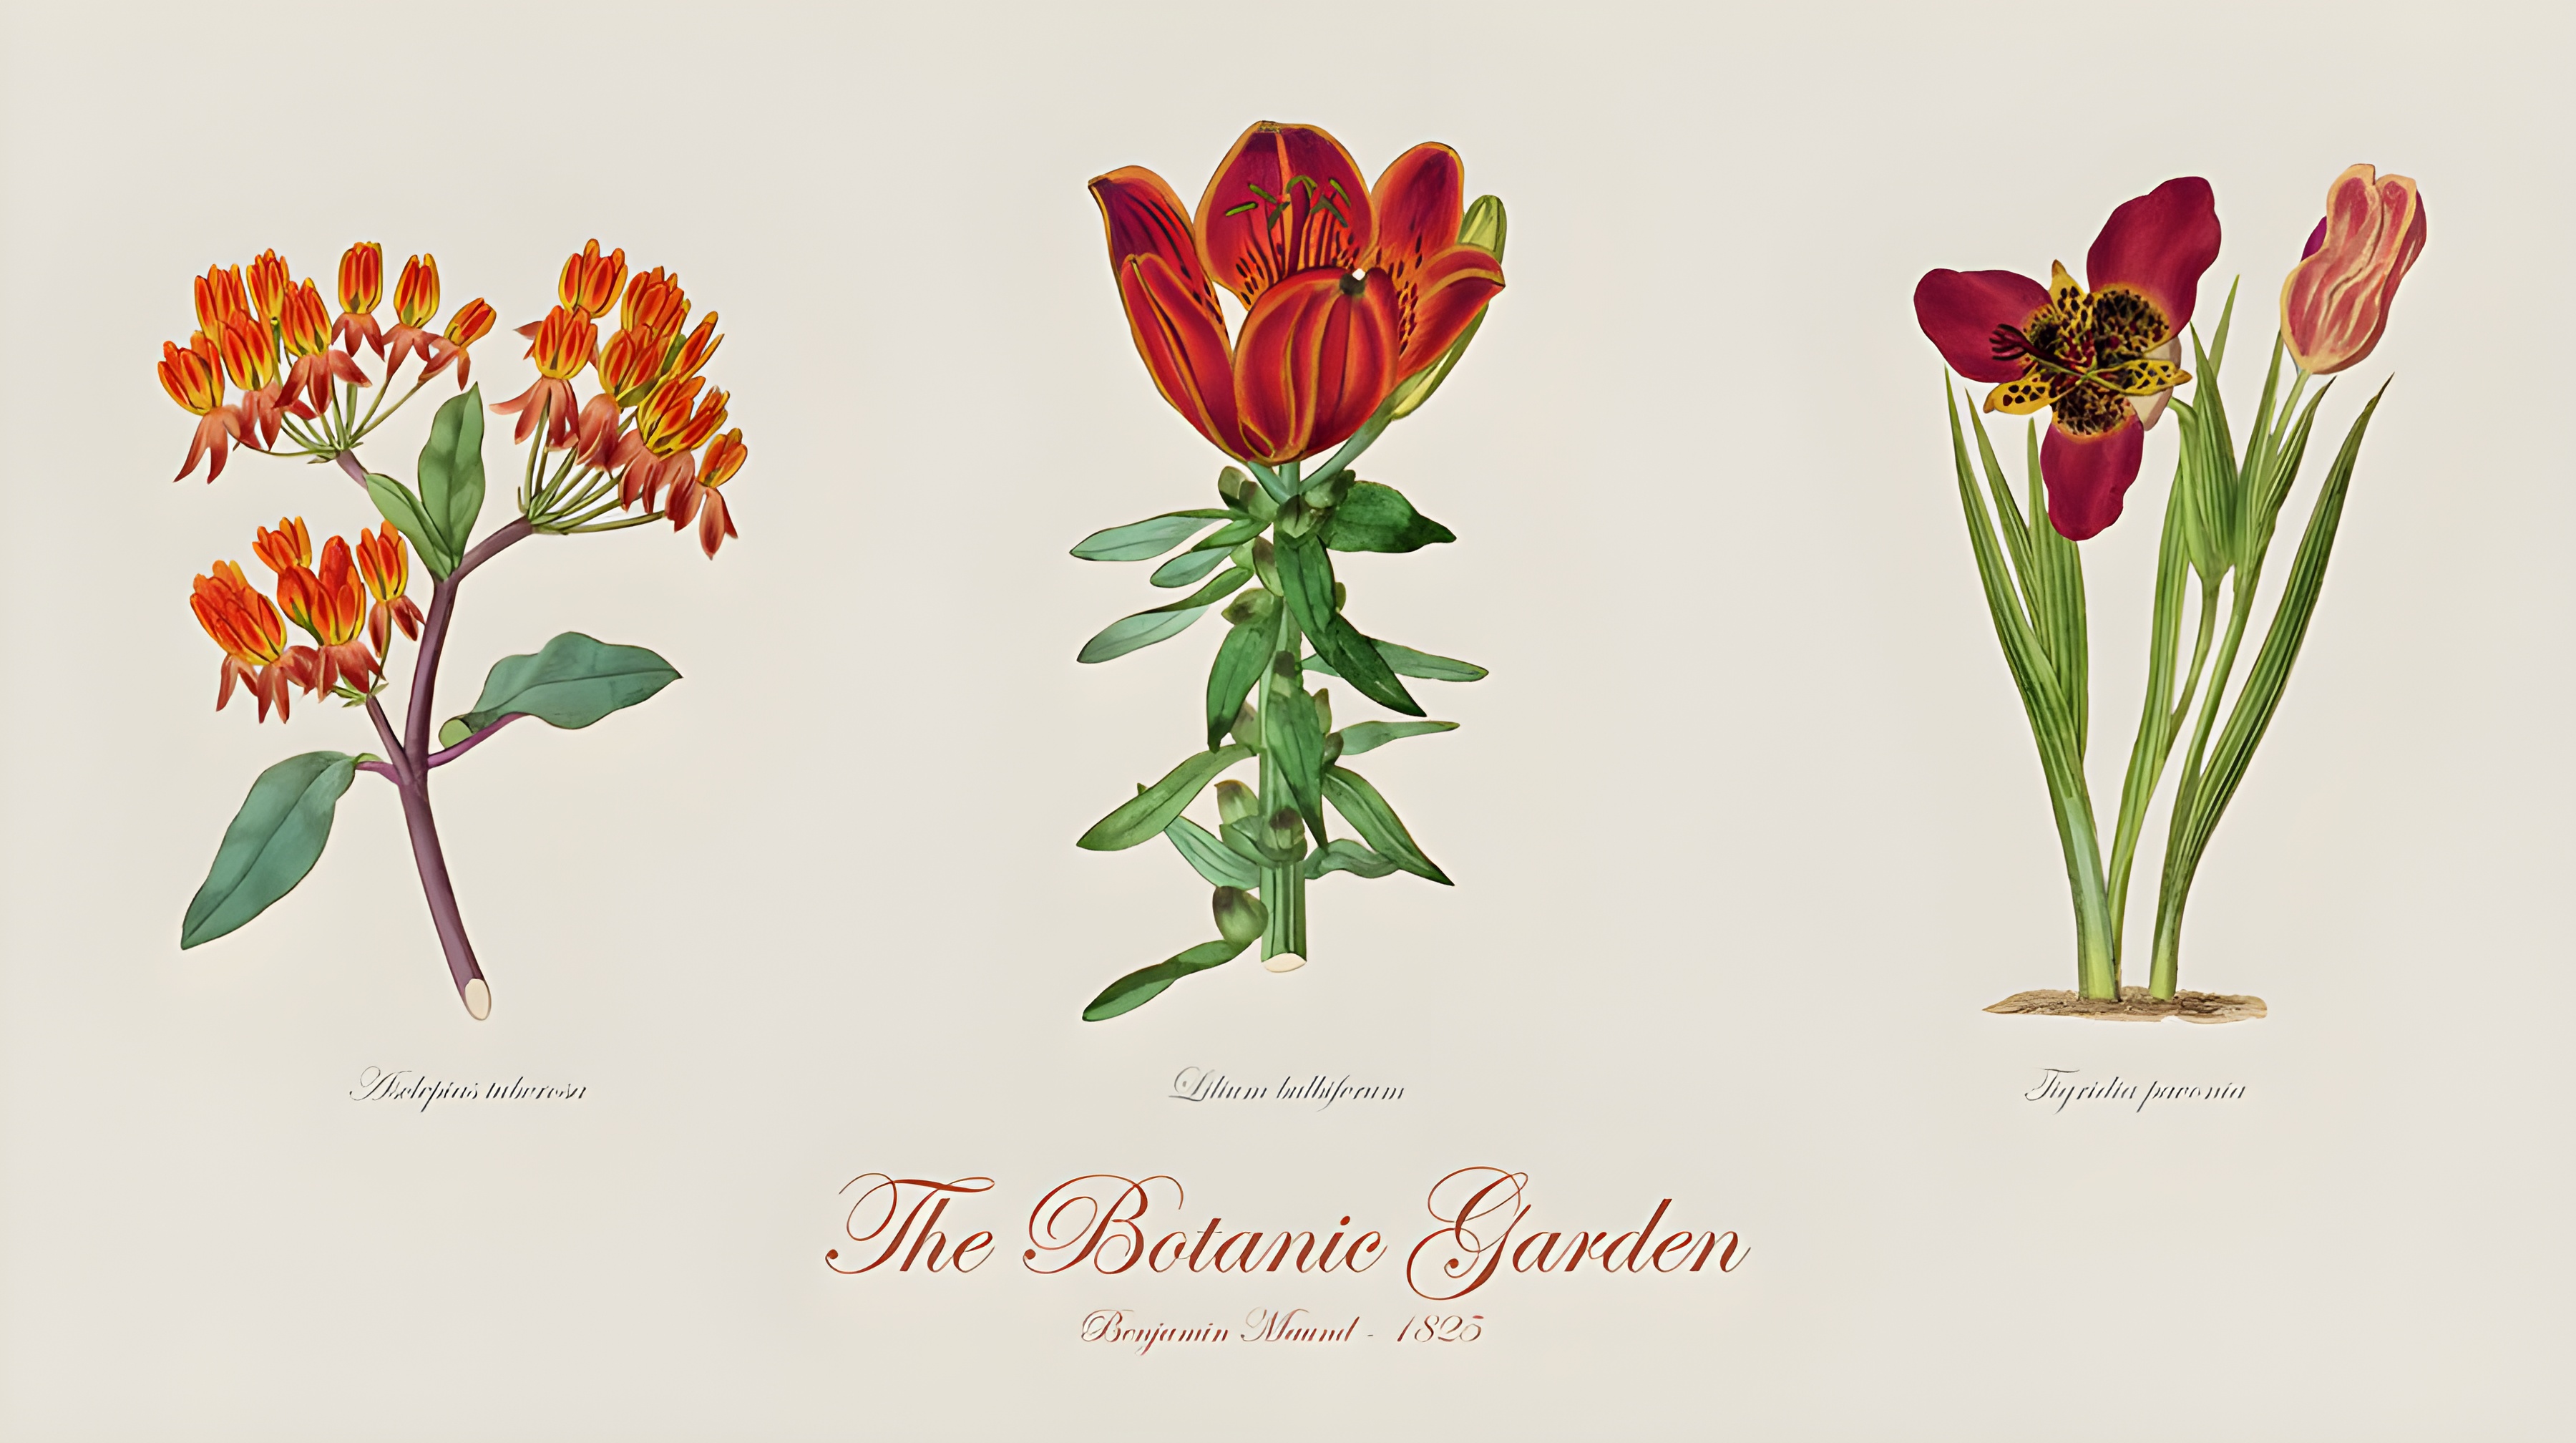 Asclepias tuberosa
Lilium bulbiferum
Tigridia pavonia
The Botanic Garden
Benjamin Maund - 1825